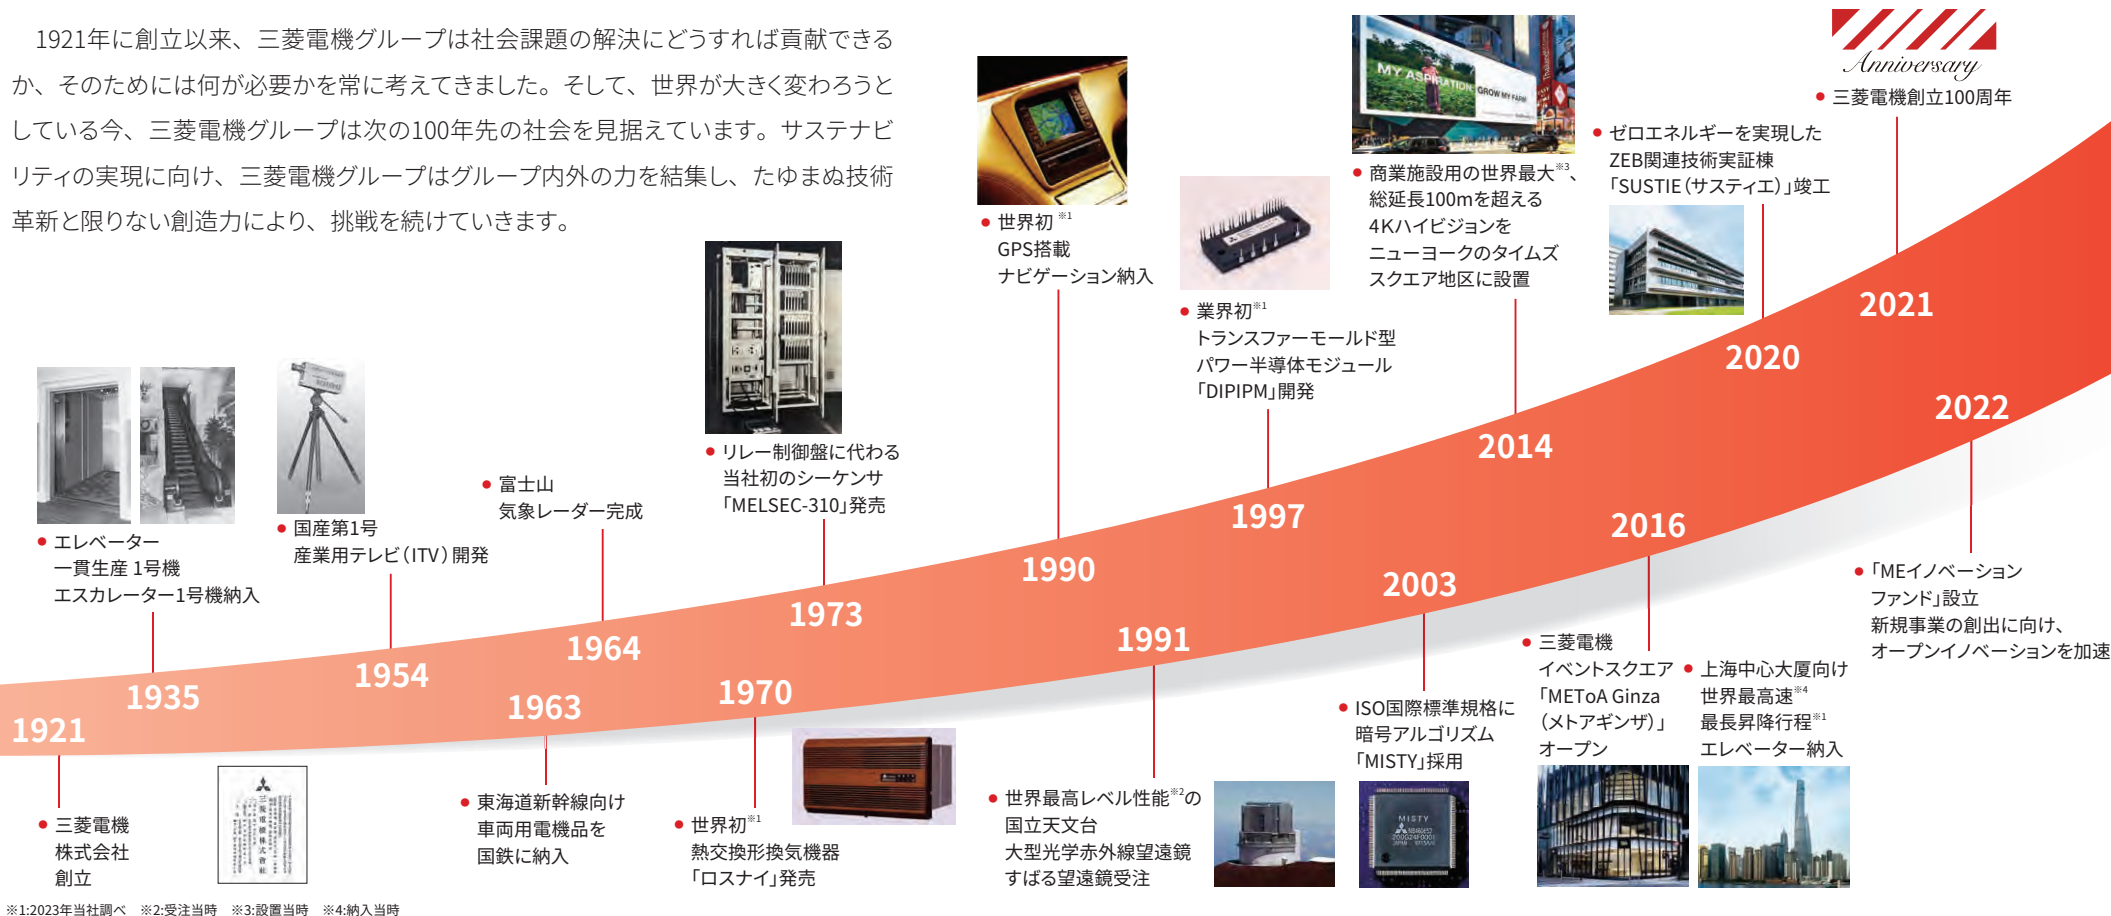 1921年に創立以来、三菱電機グループは社会課題の解決にどうすれば貢献できる
か、そのためには何が必要かを常に考えてきました。そして、世界が大きく変わろうと
している今、三菱電機グループは次の100年先の社会を見据えています。サステナビ
リティの実現に向け、三菱電機グループはグループ内外の力を結集し、たゆまぬ技術
革新と限りない創造力により、挑戦を続けていきます。
1921
● 三菱電機
株式会社
創立
三菱電機株式會社
1935
● エレベーター
一貫生産 1号機
エスカレーター1号機納入
1954
● 国産第1号
産業用テレビ(ITV)開発
1963
● 東海道新幹線向け
車両用電機品を
国鉄に納入
1964
● 富士山
気象レーダー完成
1970
● 世界初※1
熱交換形換気機器
「ロスナイ」発売
1973
● リレー制御盤に代わる
当社初のシーケンサ
「MELSEC-310」発売
1990
● 世界初※1
GPS搭載
ナビゲーション納入
1991
● 世界最高レベル性能※2の
国立天文台
大型光学赤外線望遠鏡
すばる望遠鏡受注
1997
● 業界初※1
トランスファーモールド型
パワー半導体モジュール
「DIPIPM」開発
2003
● ISO国際標準規格に
暗号アルゴリズム
「MISTY」採用
MISTY
2014
MY ASPIRATION: GROW MY FARM
● 商業施設用の世界最大※3、
総延長100mを超える
4Kハイビジョンを
ニューヨークのタイムズ
スクエア地区に設置
2016
● 三菱電機
イベントスクエア
「METoA Ginza
(メトアギンザ)」
オープン
● 上海中心大厦向け
世界最高速※4
最長昇降行程※1
エレベーター納入
2020
● ゼロエネルギーを実現した
ZEB関連技術実証棟
「SUSTIE(サスティエ)」竣工
2021
Anniversary
● 三菱電機創立100周年
2022
● 「MEイノベーション
ファンド」設立
新規事業の創出に向け、
オープンイノベーションを加速
※1:2023年当社調べ ※2:受注当時 ※3:設置当時 ※4:納入当時